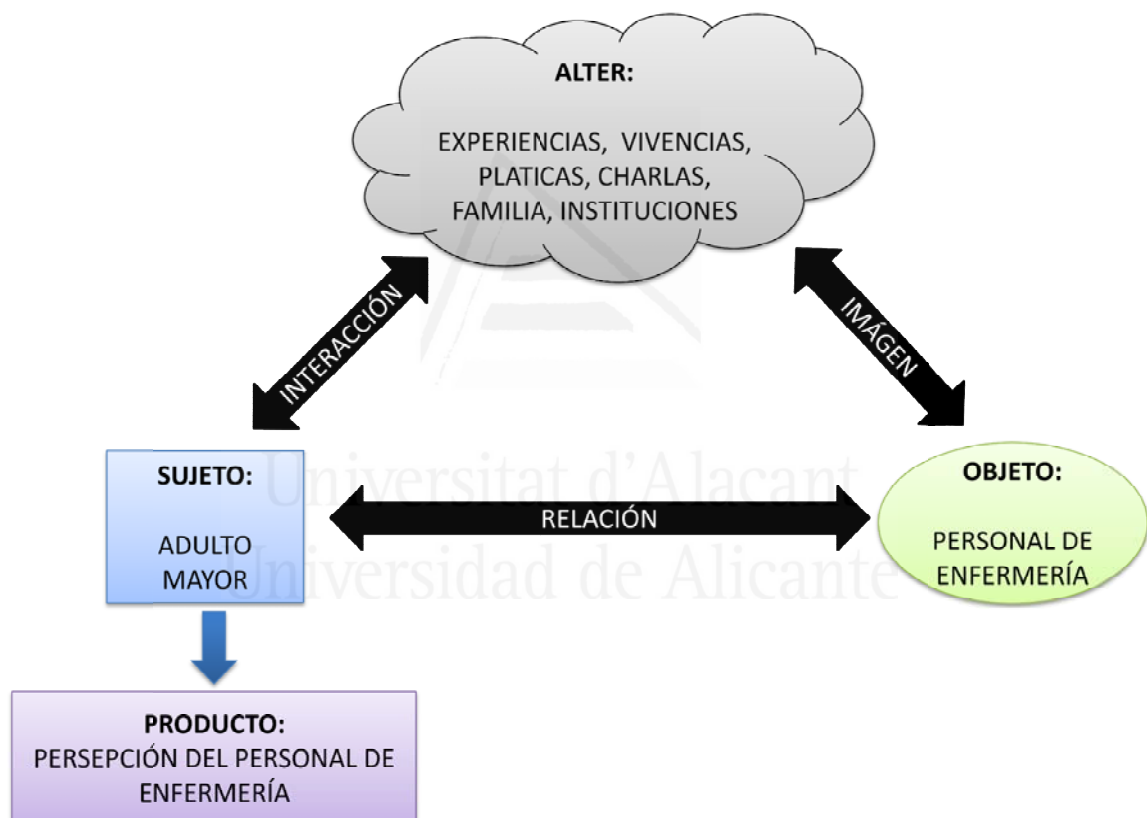 ALTER:
EXPERIENCIAS, VIVENCIAS,
PLATICAS, CHARLAS,
FAMILIA, INSTITUCIONES
INTERACCIÓN
IMÁGEN
SUJETO:
ADULTO
MAYOR
RELACIÓN
OBJETO:
PERSONAL DE
ENFERMERÍA
Universitat d'Alacant
Universidad de Alicante
PRODUCTO:
PERSEPCIÓN DEL PERSONAL DE
ENFERMERÍA